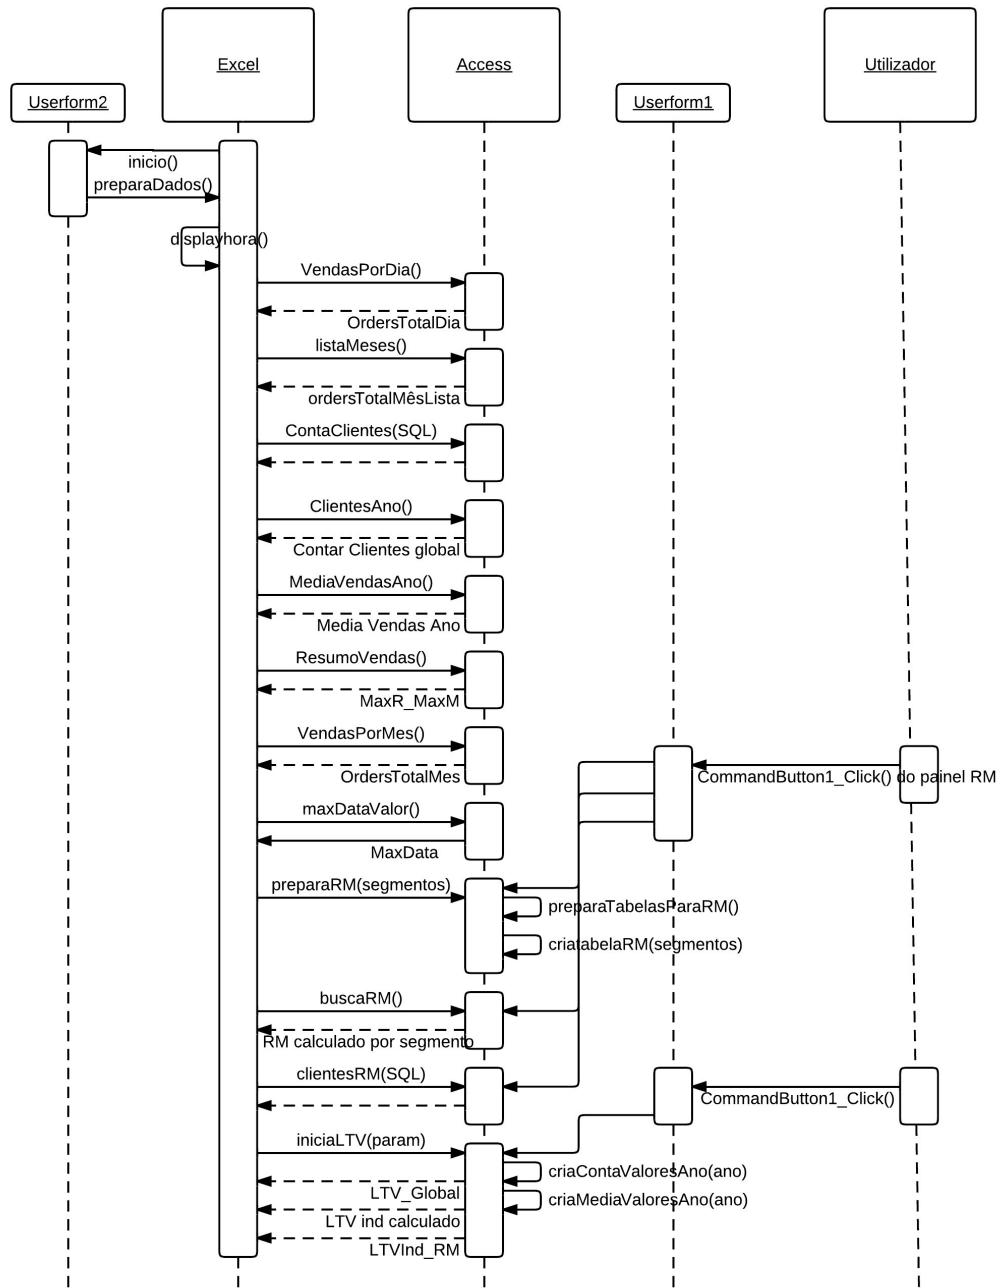 Userform2
Excel
Access
Userform1
Utilizador
inicio()
preparaDados()
displayhora()
VendasPorDia()
OrdersTotalDia
listaMeses()
ordersTotalMêsLista
ContaClientes(SQL)
ClientesAno()
Contar Clientes global
MediaVendasAno()
Media Vendas Ano
ResumoVendas()
MaxR_MaxM
VendasPorMes()
OrdersTotalMes
CommandButton1_Click() do painel RM
maxDataValor()
MaxData
preparaRM(segmentos)
preparaTabelasParaRM()
criatabelaRM(segmentos)
buscaRM()
RM calculado por segmento
clientesRM(SQL)
CommandButton1_Click()
iniciaLTV(param)
criaContaValoresAno(ano)
LTV_Global
criaMediaValoresAno(ano)
LTV ind calculado
LTVInd_RM